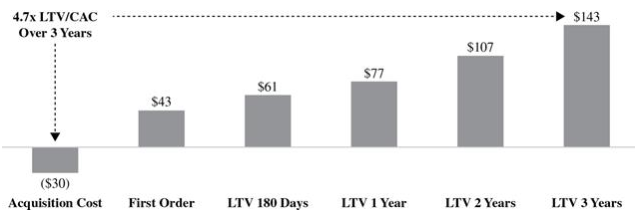 4.7x LTV/CAC
Over 3 Years
$143
$107
$77
$61
$43
($30)
Acquisition Cost
First Order
LTV 180 Days
LTV 1 Year
LTV 2 Years
LTV 3 Years